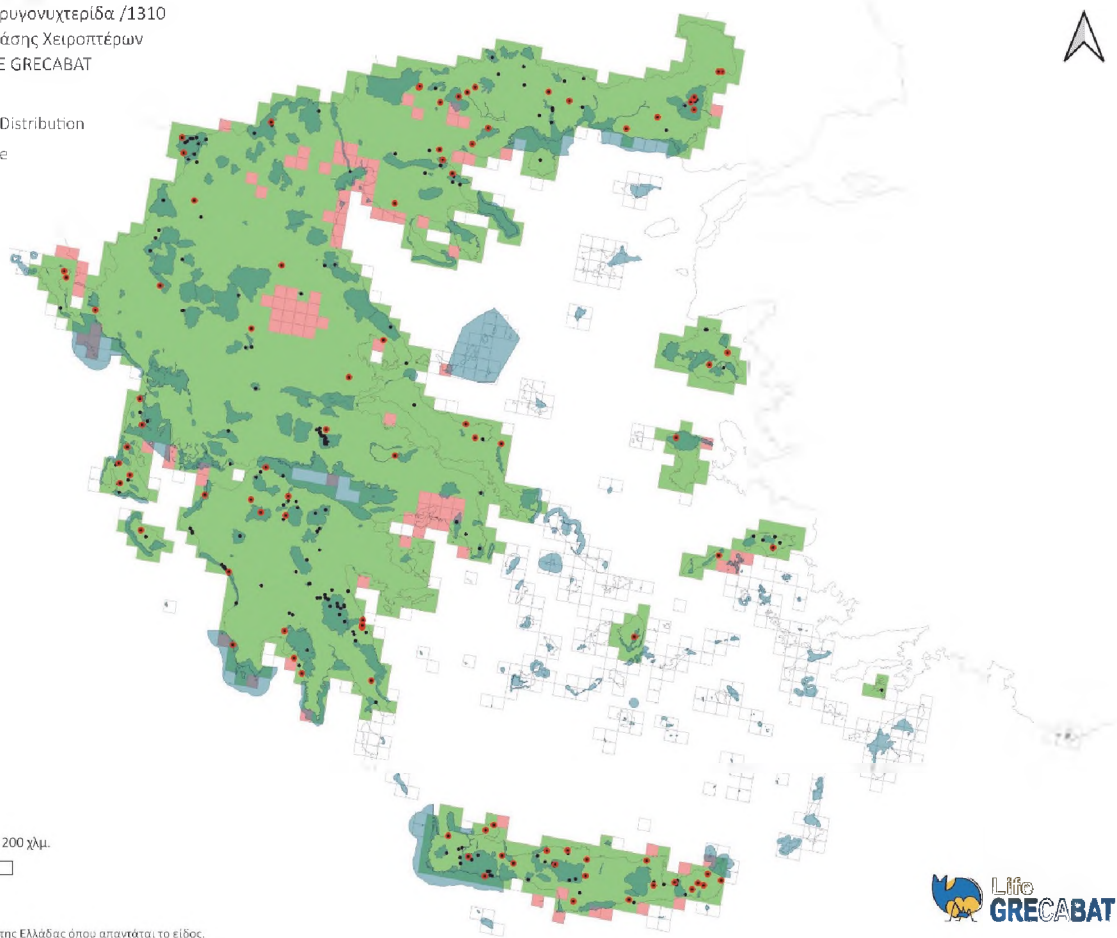 ρυγονυχτερίδα /1310
άσης Χειροπτέρων
E GRECABAT
Distribution
e
200 χλμ.
της Ελλάδας όπου απαντάται το είδος.
Life
GRECABAT